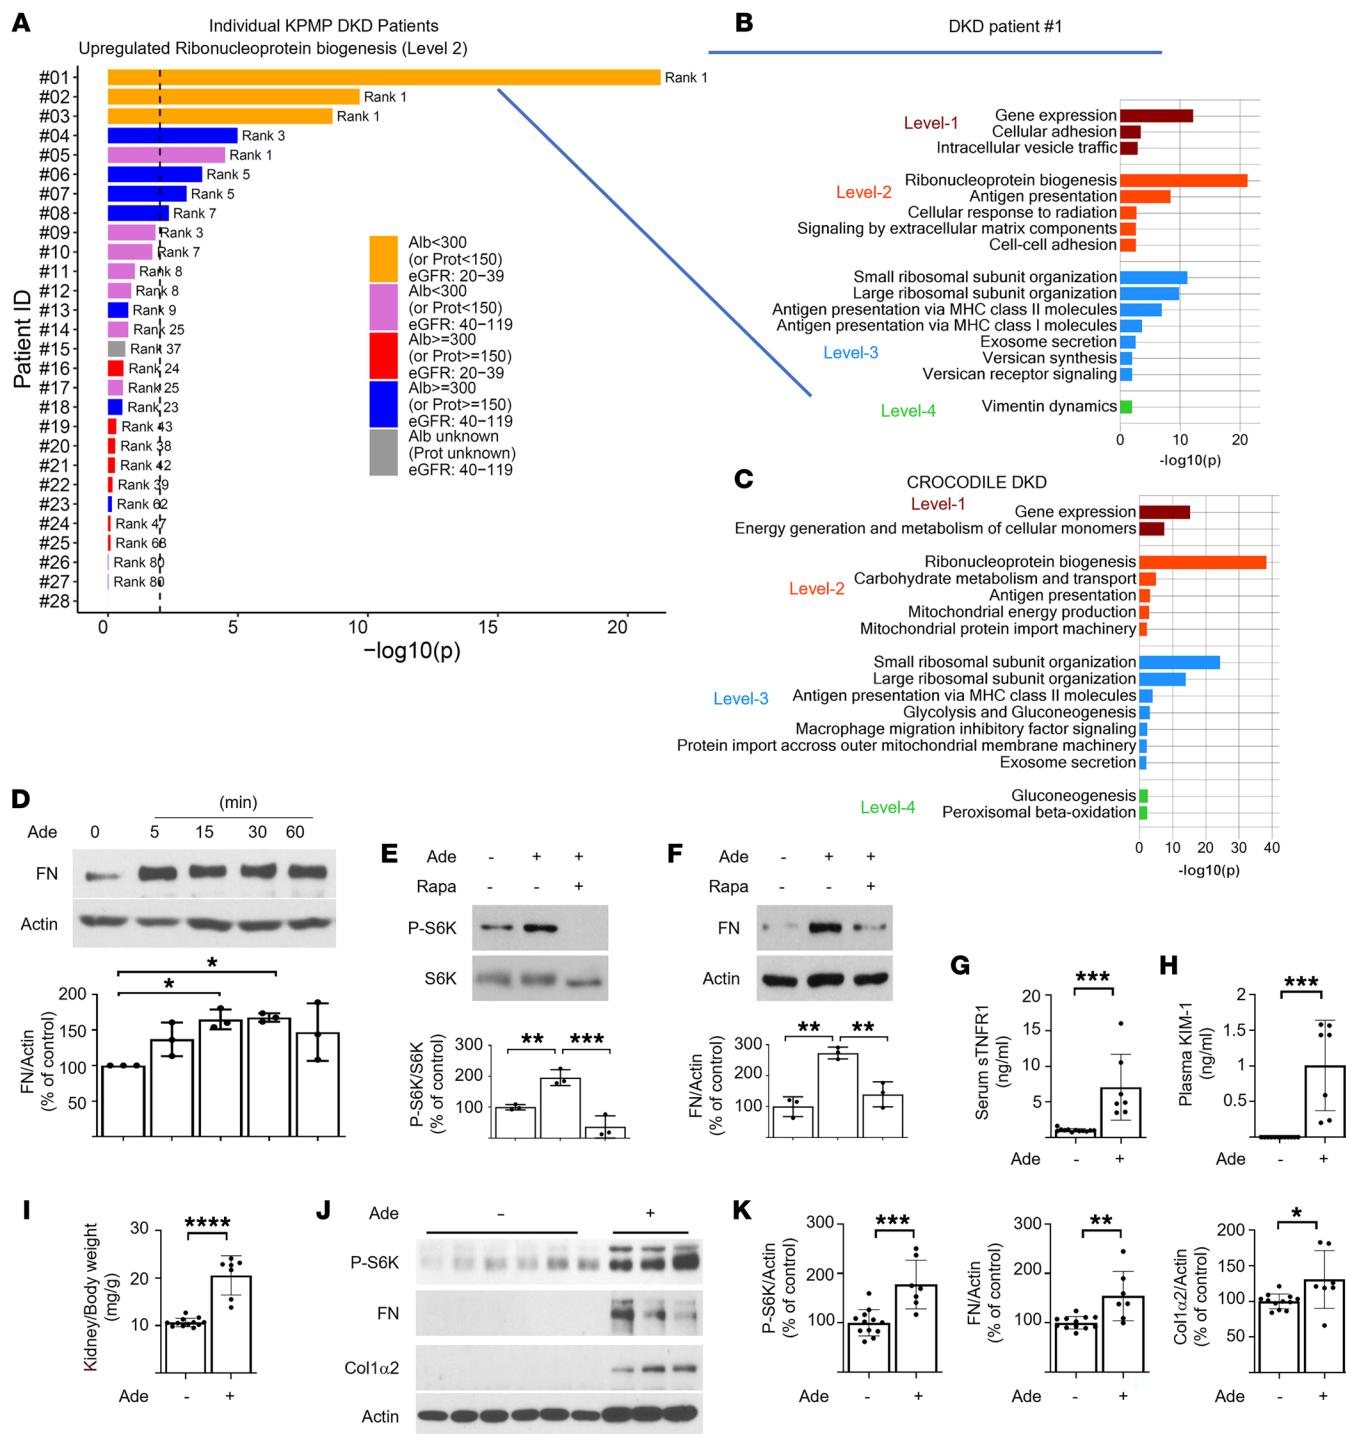 A
Individual KPMP DKD Patients
Upregulated Ribonucleoprotein biogenesis (Level 2)
Patient ID
#01 Rank 1
#02 Rank 1
#03 Rank 1
#04 Rank 3
#05 Rank 1
#06 Rank 5
#07 Rank 5
#08 Rank 7
#09 Rank 3
#10 Rank 7
#11 Rank 8
#12 Rank 8
#13 Rank 9
#14 Rank 25
#15 Rank 37
#16 Rank 24
#17 Rank 25
#18 Rank 23
#19 Rank 43
#20 Rank 38
#21 Rank 42
#22 Rank 39
#23 Rank 62
#24 Rank 47
#25 Rank 68
#26 Rank 80
#27 Rank 80
#28
0 5 10 15 20
−log10(p)
Alb<300
(or Prot<150)
eGFR: 20−39
Alb<300
(or Prot<150)
eGFR: 40−119
Alb>=300
(or Prot>=150)
eGFR: 20−39
Alb>=300
(or Prot>=150)
eGFR: 40−119
Alb unknown
(Prot unknown)
eGFR: 40−119
B
DKD patient #1
Level-1
Gene expression
Cellular adhesion
Intracellular vesicle traffic
Level-2
Ribonucleoprotein biogenesis
Antigen presentation
Cellular response to radiation
Signaling by extracellular matrix components
Cell-cell adhesion
Level-3
Small ribosomal subunit organization
Large ribosomal subunit organization
Antigen presentation via MHC class II molecules
Antigen presentation via MHC class I molecules
Exosome secretion
Versican synthesis
Versican receptor signaling
Level-4
Vimentin dynamics
0 10 20
-log10(p)
C
CROCODILE DKD
Level-1
Gene expression
Energy generation and metabolism of cellular monomers
Level-2
Ribonucleoprotein biogenesis
Carbohydrate metabolism and transport
Antigen presentation
Mitochondrial energy production
Mitochondrial protein import machinery
Level-3
Small ribosomal subunit organization
Large ribosomal subunit organization
Antigen presentation via MHC class II molecules
Glycolysis and Gluconeogenesis
Macrophage migration inhibitory factor signaling
Protein import accross outer mitochondrial membrane machinery
Exosome secretion
Level-4
Gluconeogenesis
Peroxisomal beta-oxidation
0 10 20 30 40
-log10(p)
D
(min)
Ade 0 5 15 30 60
FN
Actin
* *
FN/Actin
(% of control)
200
150
100
50
E
Ade - + +
Rapa - - +
P-S6K
S6K
** ***
P-S6K/S6K
(% of control)
300
200
100
F
Ade - + +
Rapa - - +
FN
Actin
** **
FN/Actin
(% of control)
300
200
100
G
***
Serum sTNFR1
(ng/ml)
20
15
10
5
Ade - +
H
***
Plasma KIM-1
(ng/ml)
2
1.5
1
0.5
Ade - +
I
****
Kidney/Body weight
(mg/g)
30
20
10
Ade - +
J
Ade - +
P-S6K
FN
Col1α2
Actin
K
***
P-S6K/Actin
(% of control)
300
200
100
Ade - +
**
FN/Actin
(% of control)
300
200
100
Ade - +
*
Col1α2/Actin
(% of control)
200
150
100
50
Ade - +